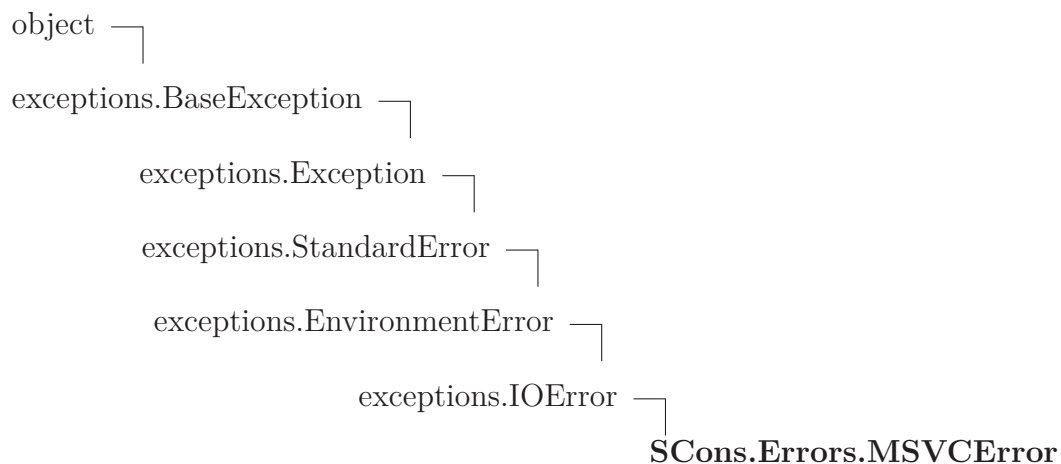 object
exceptions.BaseException
exceptions.Exception
exceptions.StandardError
exceptions.EnvironmentError
exceptions.IOError
SCons.Errors.MSVCError